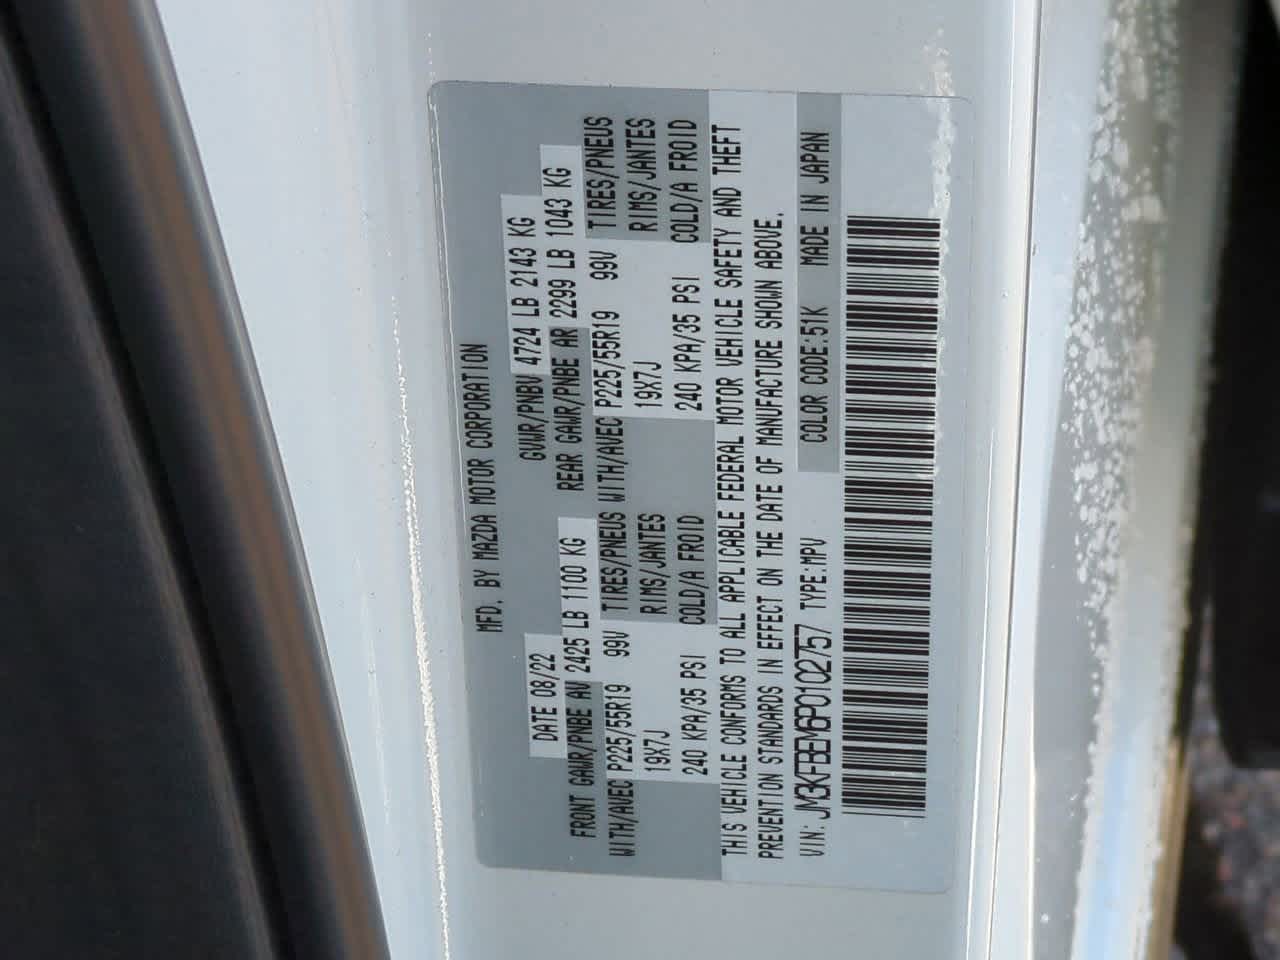 MFD. BY MAZDA MOTOR CORPORATION
DATE 08/22 GVWR/PNBV 4724 LB 2143 KG
FRONT GAWR/PNBE AV 2425 LB 1100 KG REAR GAWR/PNBE AR 2299 LB 1043 KG
WITH/AVEC P225/55R19 99V TIRES/PNEUS WITH/AVEC P225/55R19 99V TIRES/PNEUS
19X7J RIMS/JANTES 19X7J RIMS/JANTES
240 KPA/35 PSI COLD/A FROID 240 KPA/35 PSI COLD/A FROID
THIS VEHICLE CONFORMS TO ALL APPLICABLE FEDERAL MOTOR VEHICLE SAFETY AND THEFT
PREVENTION STANDARDS IN EFFECT ON THE DATE OF MANUFACTURE SHOWN ABOVE.
VIN: JM3KFBEM6P0102757 TYPE:MPV COLOR CODE:51K MADE IN JAPAN